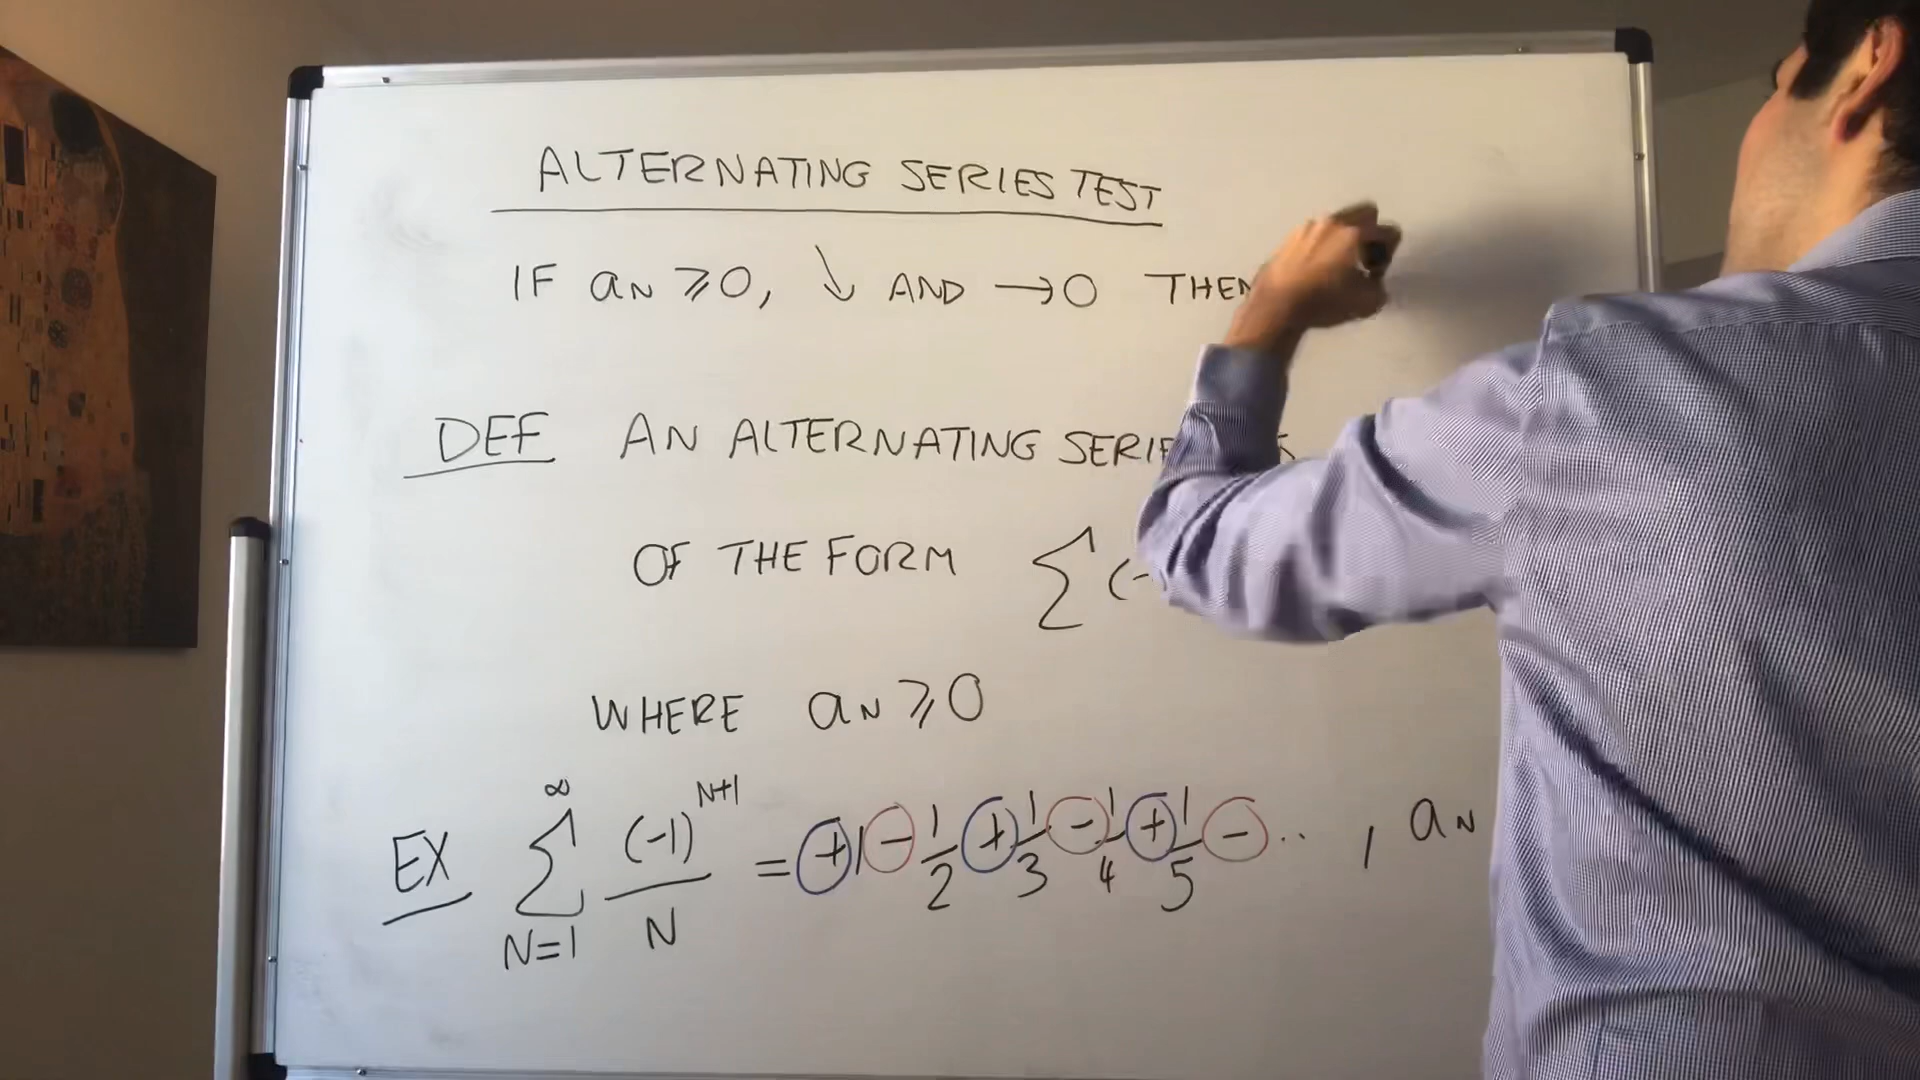 ALTERNATING SERIES TEST
IF aN ⩾0, ↘ AND →0 THEN
DEF AN ALTERNATING
OF THE FORM ∑ (-
WHERE aN ⩾0
EX ∑ N=1 ∞ (-1)^N+1 / N = +1 - 1/2 + 1/3 - 1/4 + 1/5 - .. , aN